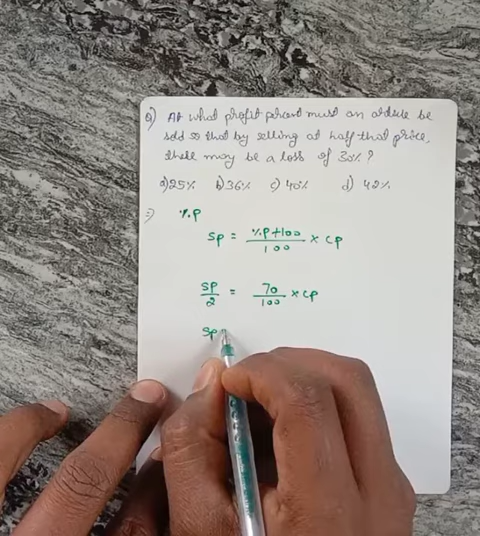 Q) At what profit percent must an article be
sold so that by selling at half that price,
there may be a loss of 30%?
a) 25% b) 36% c) 40% d) 42%
=) %P
SP = %P+100/100 × CP
SP/2 = 70/100 × CP
SP